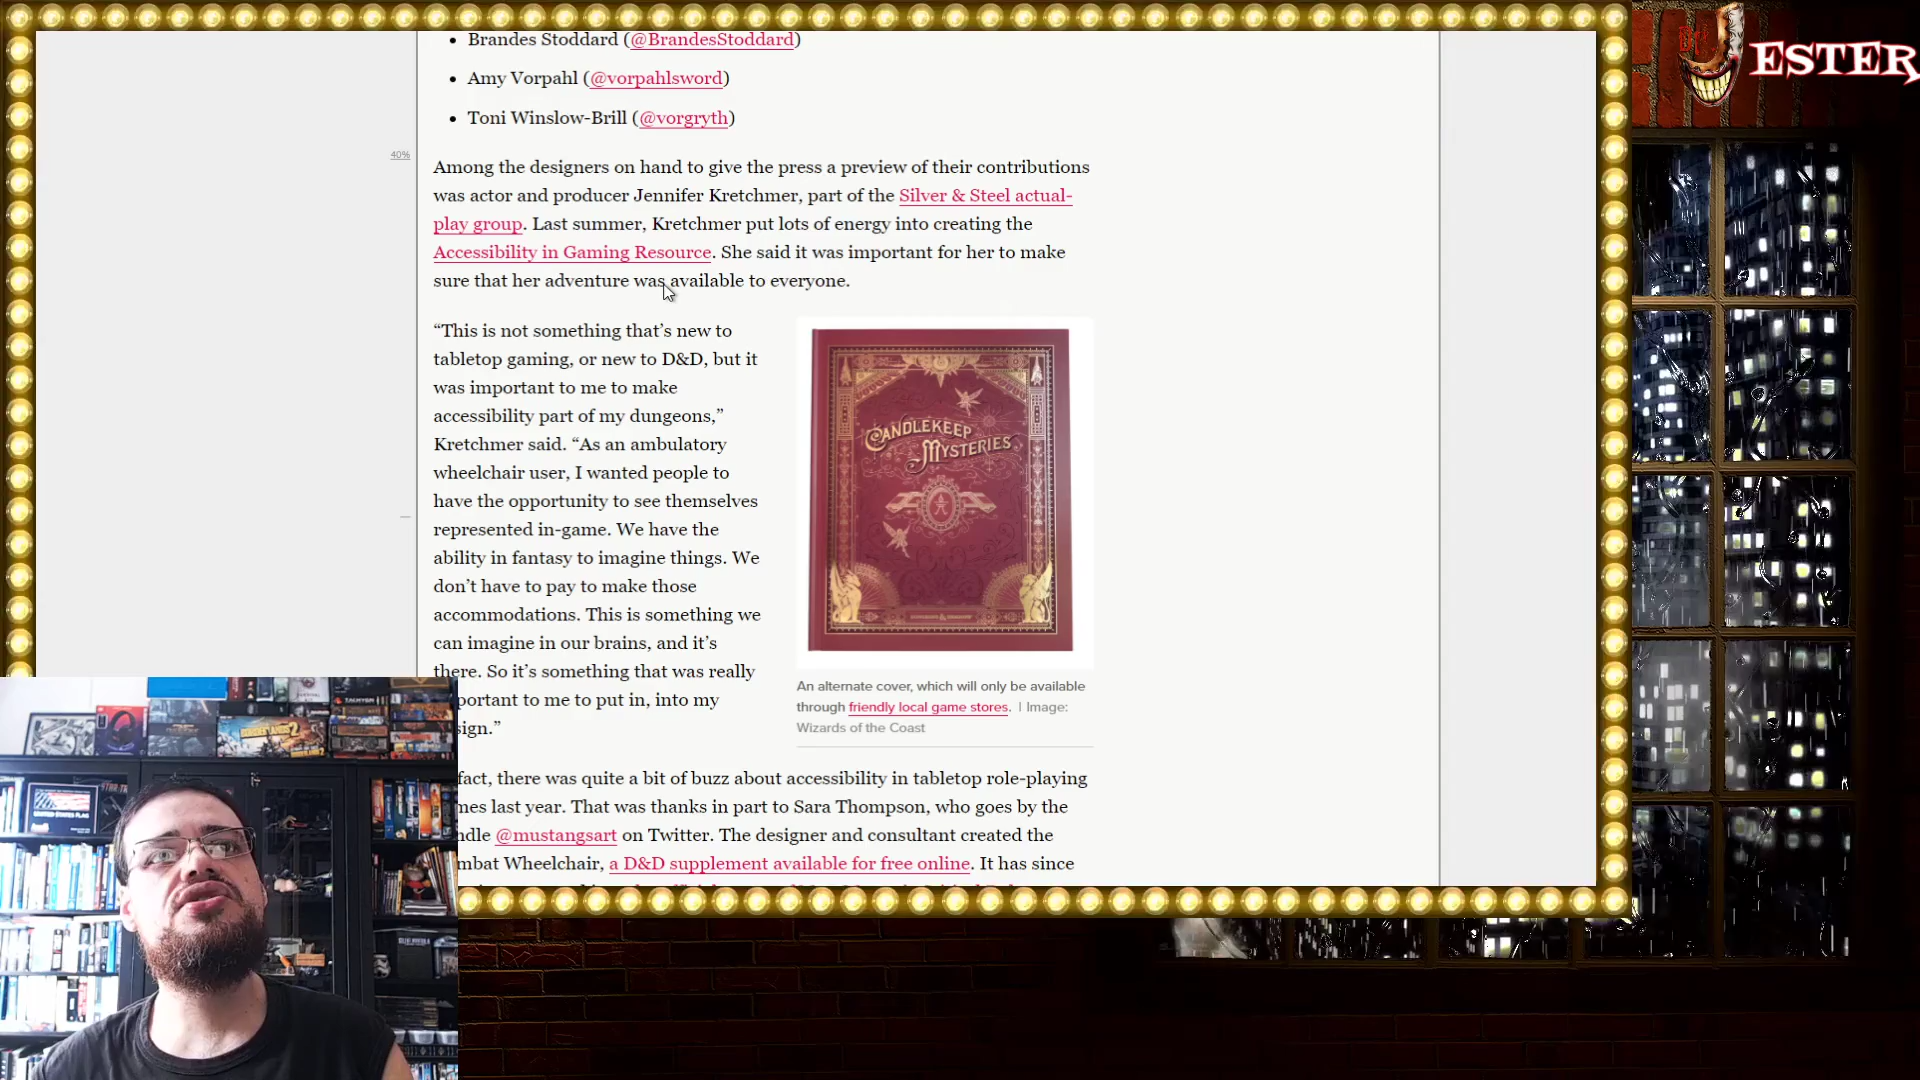 Brandes Stoddard (@BrandesStoddard)
Amy Vorpahl (@vorpahlsword)
Toni Winslow-Brill (@vorgryth)
40%
Among the designers on hand to give the press a preview of their contributions
was actor and producer Jennifer Kretchmer, part of the Silver & Steel actual-
play group. Last summer, Kretchmer put lots of energy into creating the
Accessibility in Gaming Resource. She said it was important for her to make
sure that her adventure was available to everyone.
“This is not something that’s new to
tabletop gaming, or new to D&D, but it
was important to me to make
accessibility part of my dungeons,”
Kretchmer said. “As an ambulatory
wheelchair user, I wanted people to
have the opportunity to see themselves
represented in-game. We have the
ability in fantasy to imagine things. We
don’t have to pay to make those
accommodations. This is something we
can imagine in our brains, and it’s
there. So it’s something that was really
portant to me to put in, into my
sign.”
CANDLEKEEP
MYSTERIES
DUNGEONS & DRAGONS
An alternate cover, which will only be available
through friendly local game stores. | Image:
Wizards of the Coast
fact, there was quite a bit of buzz about accessibility in tabletop role-playing
mes last year. That was thanks in part to Sara Thompson, who goes by the
ndle @mustangsart on Twitter. The designer and consultant created the
mbat Wheelchair, a D&D supplement available for free online. It has since
JESTER
BORDERLANDS 2
UNITED STATES FLAG